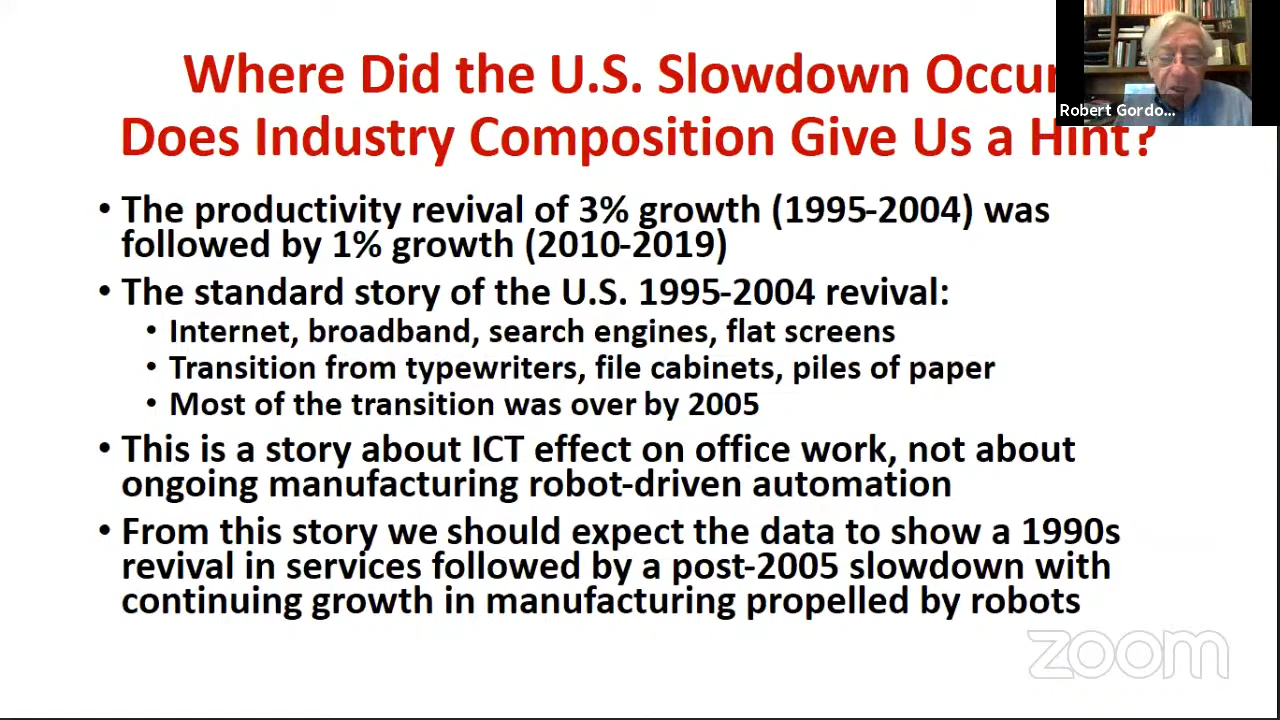 Where Did the U.S. Slowdown Occur
Does Industry Composition Give Us a Hint?
Robert Gordo...
• The productivity revival of 3% growth (1995-2004) was
followed by 1% growth (2010-2019)
• The standard story of the U.S. 1995-2004 revival:
• Internet, broadband, search engines, flat screens
• Transition from typewriters, file cabinets, piles of paper
• Most of the transition was over by 2005
• This is a story about ICT effect on office work, not about
ongoing manufacturing robot-driven automation
• From this story we should expect the data to show a 1990s
revival in services followed by a post-2005 slowdown with
continuing growth in manufacturing propelled by robots
zoom